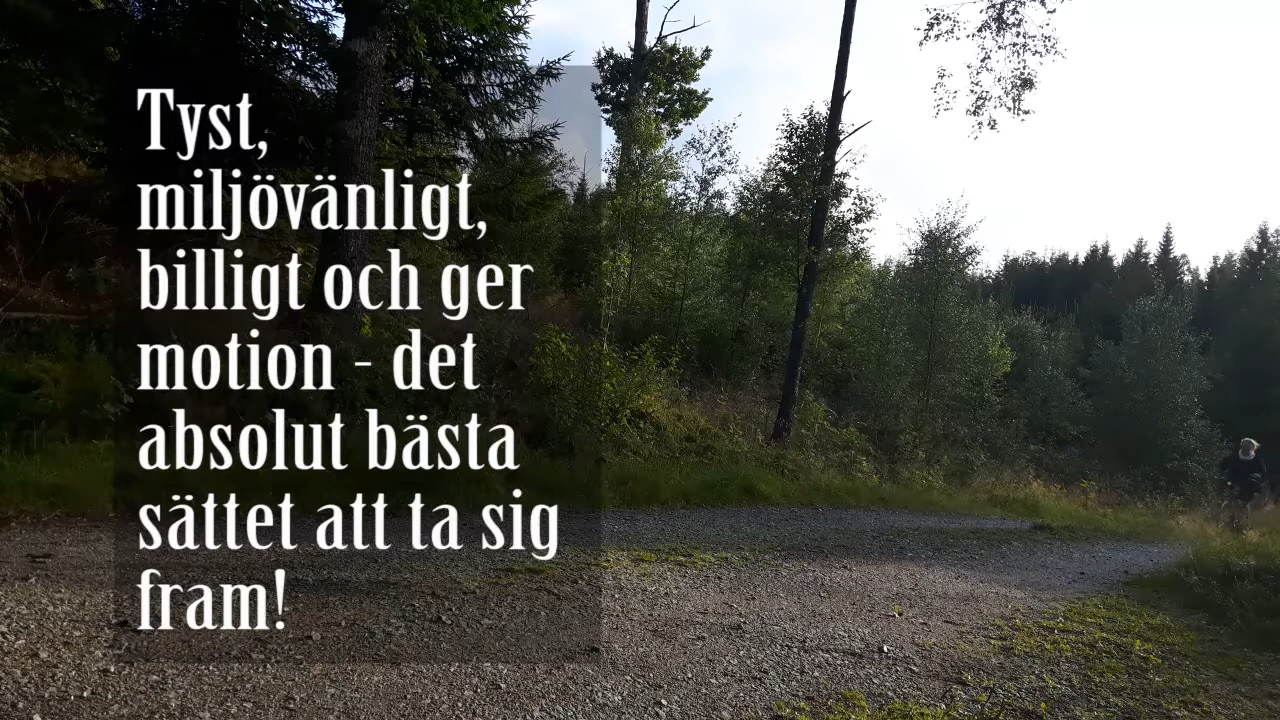 Tyst,
miljövänligt,
billigt och ger
motion - det
absolut bästa
sättet att ta sig
fram!